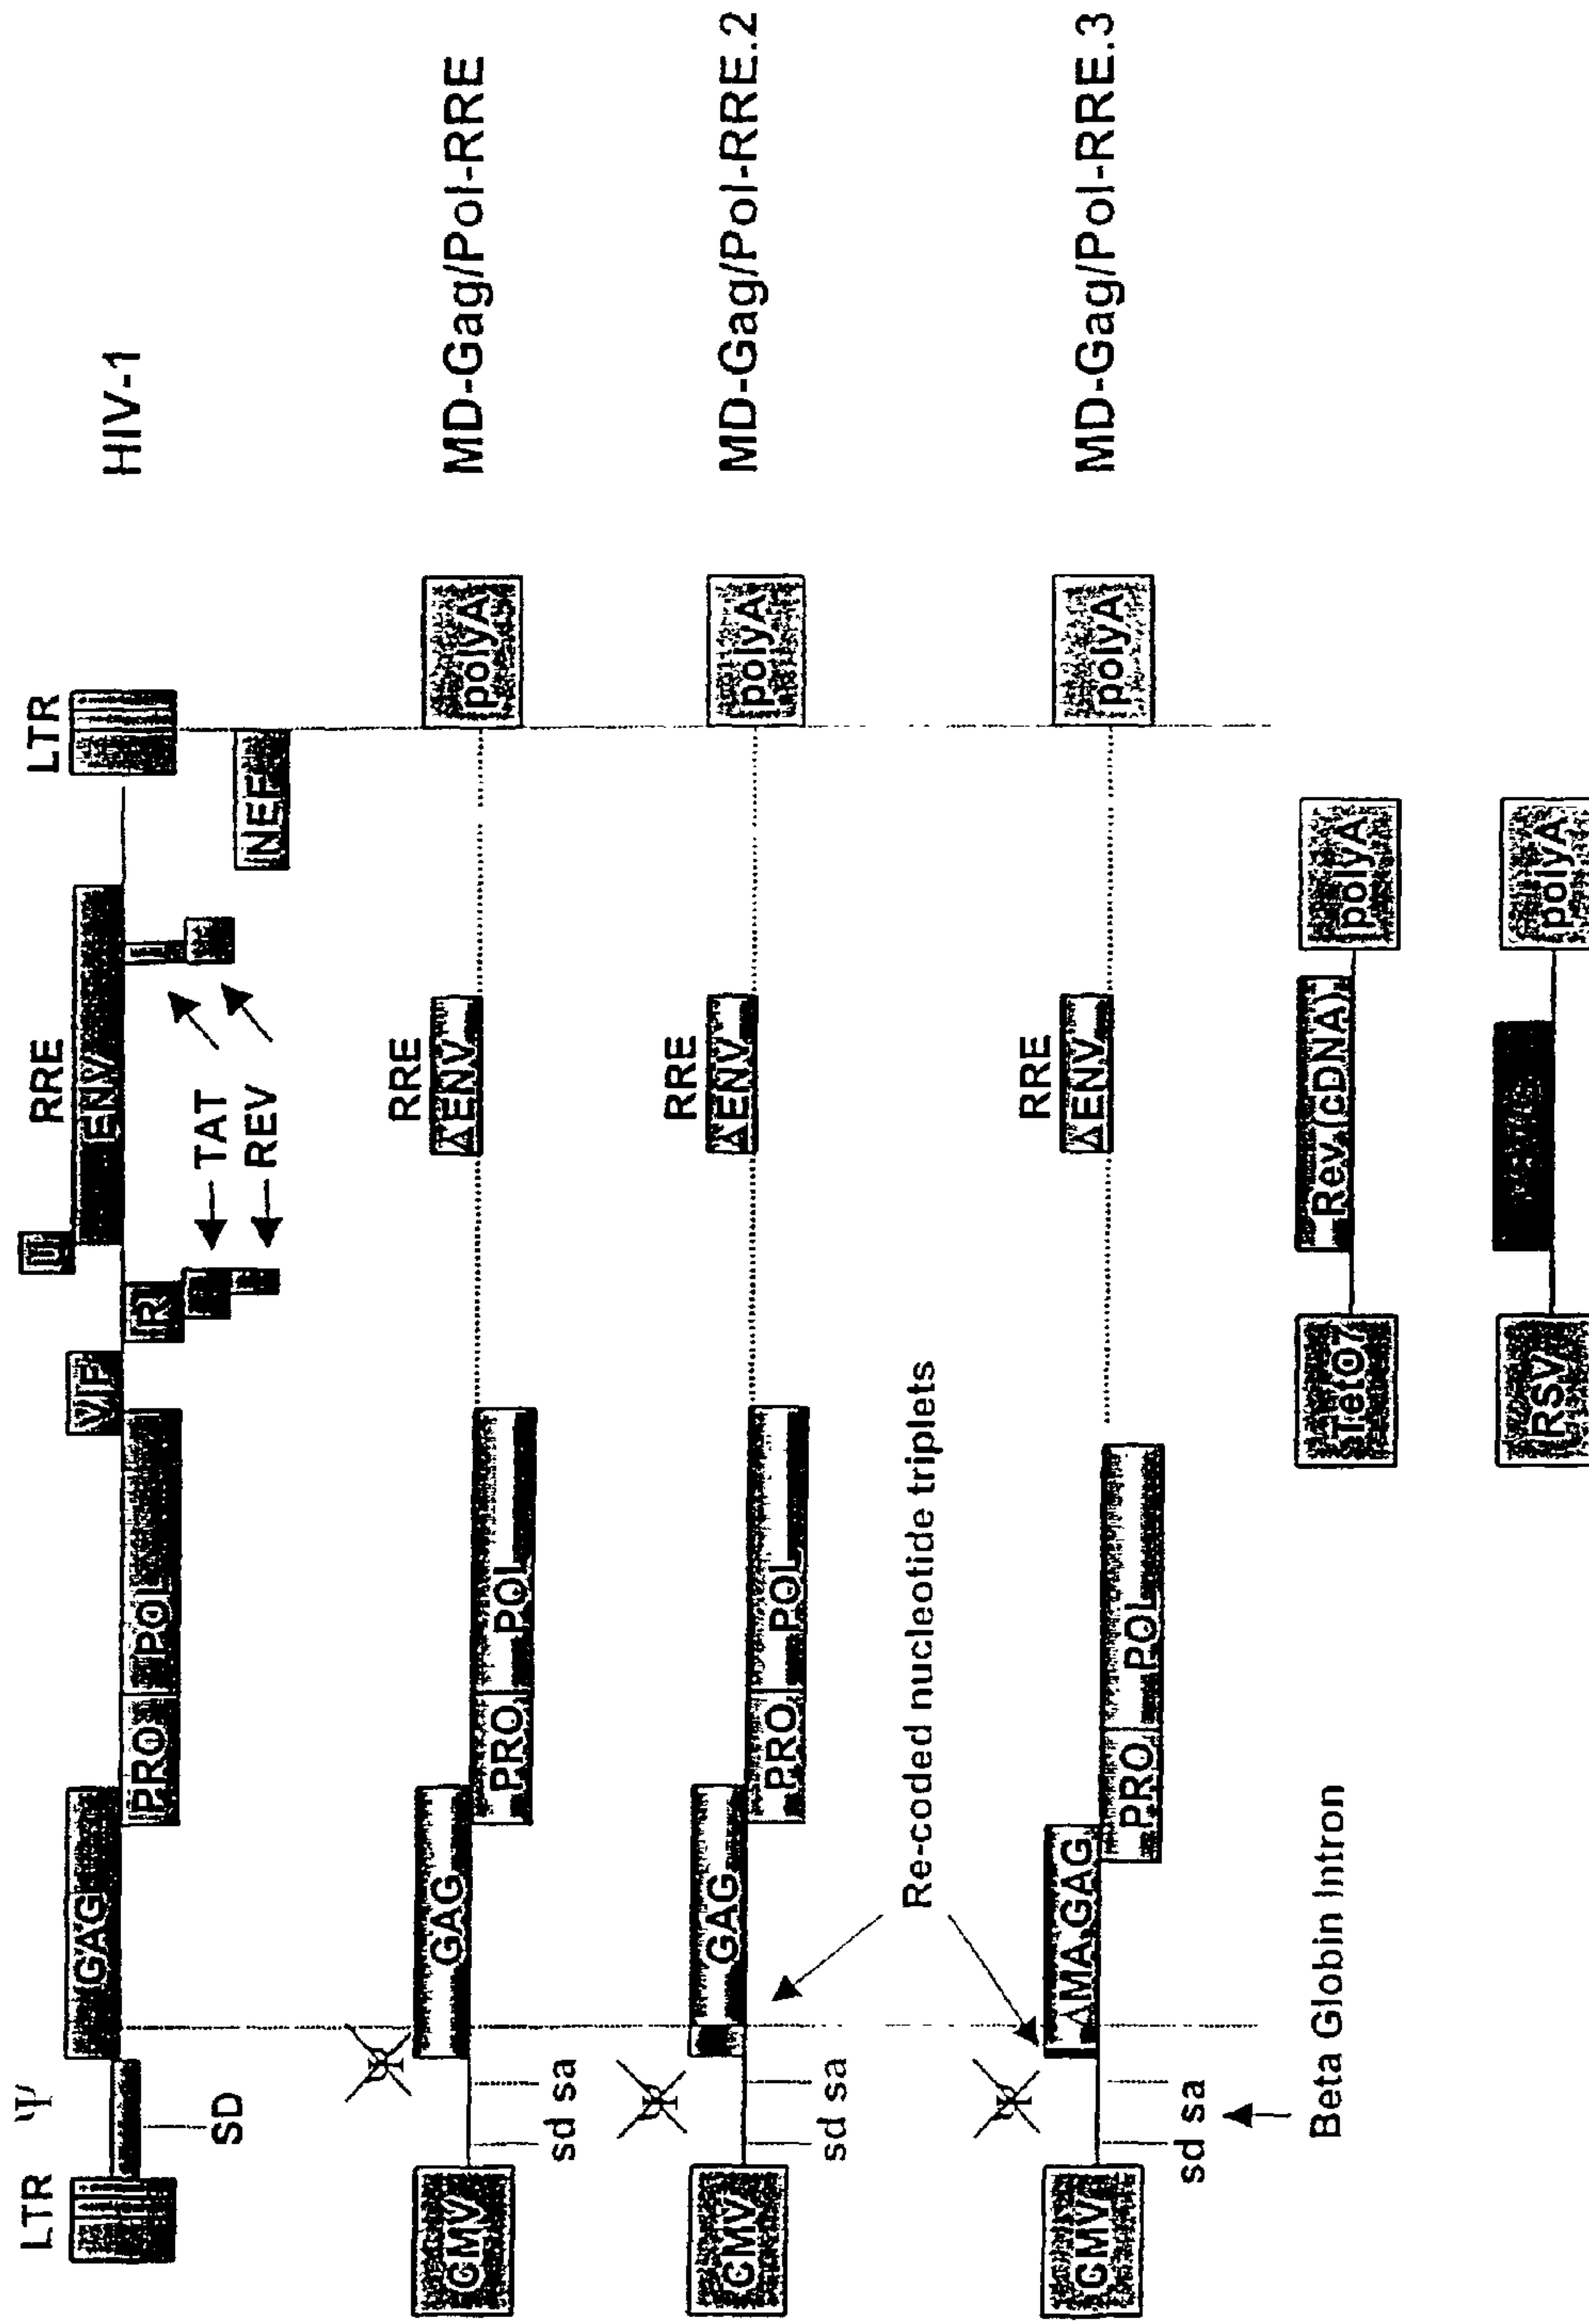 LTR Ψ LTR
GAG PRO POL VIF R U ENV RRE NEF HIV-1
SD
TAT
REV
CMV Ψ GAG PRO POL RRE ΔENV polyA MD-Gag/Pol-RRE
sd sa
CMV Ψ GAG PRO POL RRE ΔENV polyA MD-Gag/Pol-RRE.2
sd sa
Re-coded nucleotide triplets
CMV Ψ ΔMA.GAG PRO POL RRE ΔENV polyA MD-Gag/Pol-RRE.3
sd sa
Beta Globin Intron
TetO7 Rev.(cDNA) polyA
RSV polyA